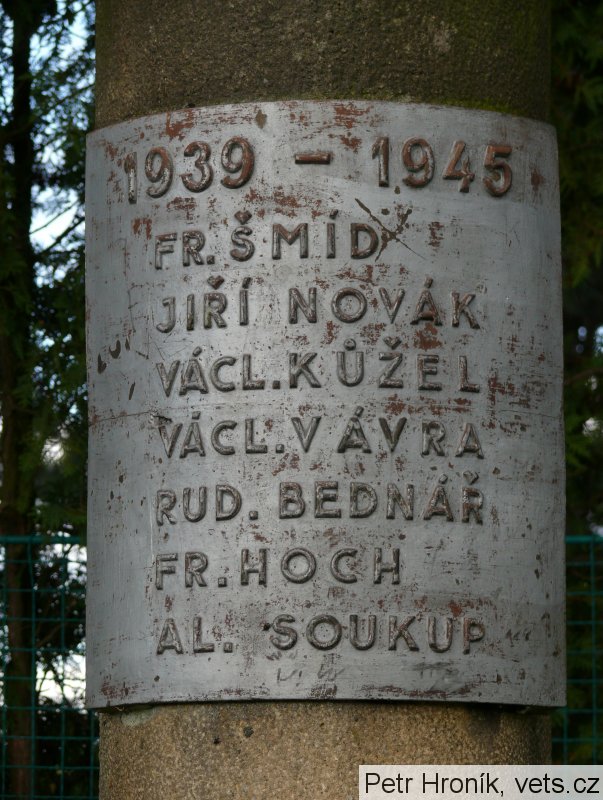 1939 - 1945
FR. ŠMÍD
JIŘÍ NOVÁK
VÁCL. KŮŽEL
VÁCL. VÁVRA
RUD. BEDNÁŘ
FR. HOCH
AL. SOUKUP
Petr Hroník, vets.cz